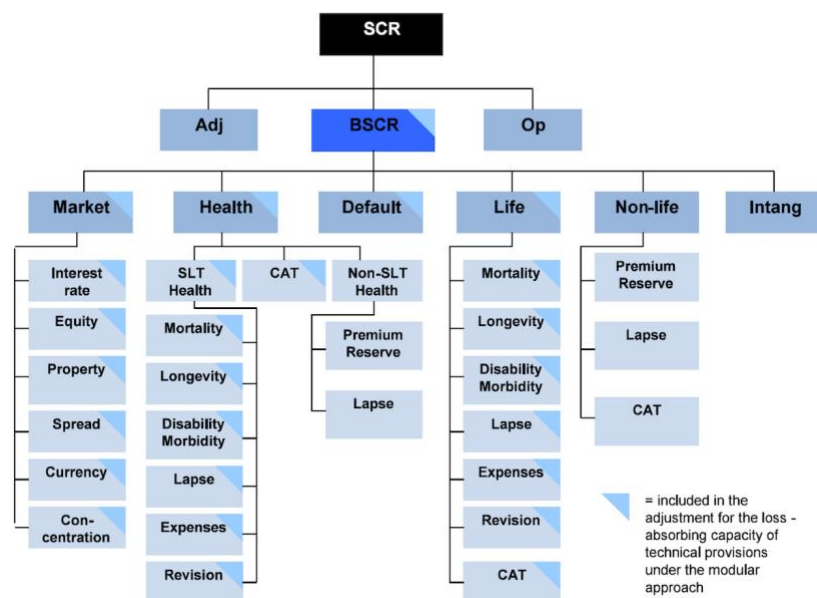 SCR
Adj
BSCR
Op
Market
Health
Default
Life
Non-life
Intang
Interest
rate
Equity
Property
Spread
Currency
Con-
centration
SLT
Health
CAT
Non-SLT
Health
Mortality
Longevity
Disability
Morbidity
Lapse
Expenses
Revision
Premium
Reserve
Lapse
Mortality
Longevity
Disability
Morbidity
Lapse
Expenses
Revision
CAT
Premium
Reserve
Lapse
CAT
= included in the
adjustment for the loss -
absorbing capacity of
technical provisions
under the modular
approach